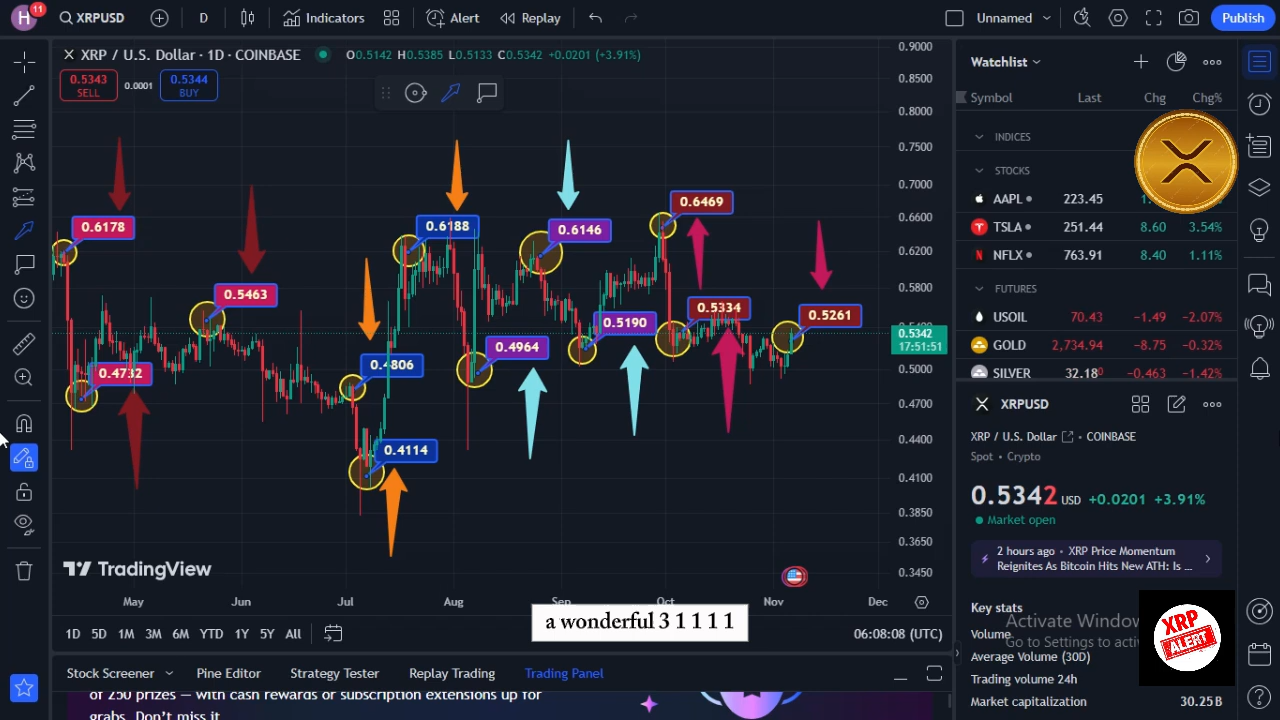 H 11 XRPUSD D Indicators Alert Replay Unnamed Publish
XRP / U.S. Dollar · 1D · COINBASE O0.5142 H0.5385 L0.5133 C0.5342 +0.0201 (+3.91%)
0.5343 SELL 0.0001 0.5344 BUY
0.9000
0.8500
0.8000
0.7500
0.7000
0.6600
0.6200
0.5800
0.5342
17:51:51
0.5000
0.4700
0.4400
0.4100
0.3850
0.3650
0.3450
0.6178
0.4732
0.5463
0.4806
0.4114
0.6188
0.4964
0.6146
0.5190
0.6469
0.5334
0.5261
TradingView
May Jun Jul Aug Sep Oct Nov Dec
a wonderful 3 1 1 1 1
1D 5D 1M 3M 6M YTD 1Y 5Y All 06:08:08 (UTC)
Stock Screener Pine Editor Strategy Tester Replay Trading Trading Panel
of 250 prizes — with cash rewards or subscription extensions up for
grabs. Don't miss it
Watchlist
Symbol Last Chg Chg%
INDICES
STOCKS
AAPL 223.45
TSLA 251.44 8.60 3.54%
NFLX 763.91 8.40 1.11%
FUTURES
USOIL 70.43 −1.49 −2.07%
GOLD 2,734.94 −8.75 −0.32%
SILVER 32.180 −0.463 −1.42%
XRPUSD
XRP / U.S. Dollar · COINBASE
Spot · Crypto
0.5342 USD +0.0201 +3.91%
Market open
2 hours ago · XRP Price Momentum
Reignites As Bitcoin Hits New ATH: Is ...
Key stats
Activate Window
Go to Settings to acti
Volume
Average Volume (30D)
Trading volume 24h
Market capitalization 30.25B
XRP
ALERT